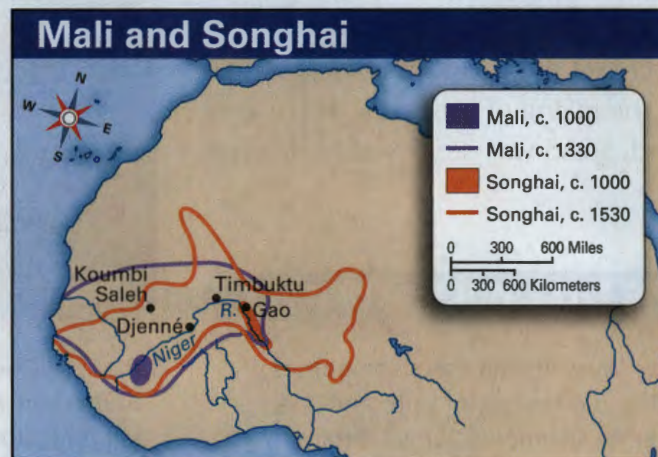 Mali and Songhai
N
W
E
S
Mali, c. 1000
Mali, c. 1330
Songhai, c. 1000
Songhai, c. 1530
0 300 600 Miles
0 300 600 Kilometers
Koumbi
Saleh
Timbuktu
R.
Gao
Djenné
Niger